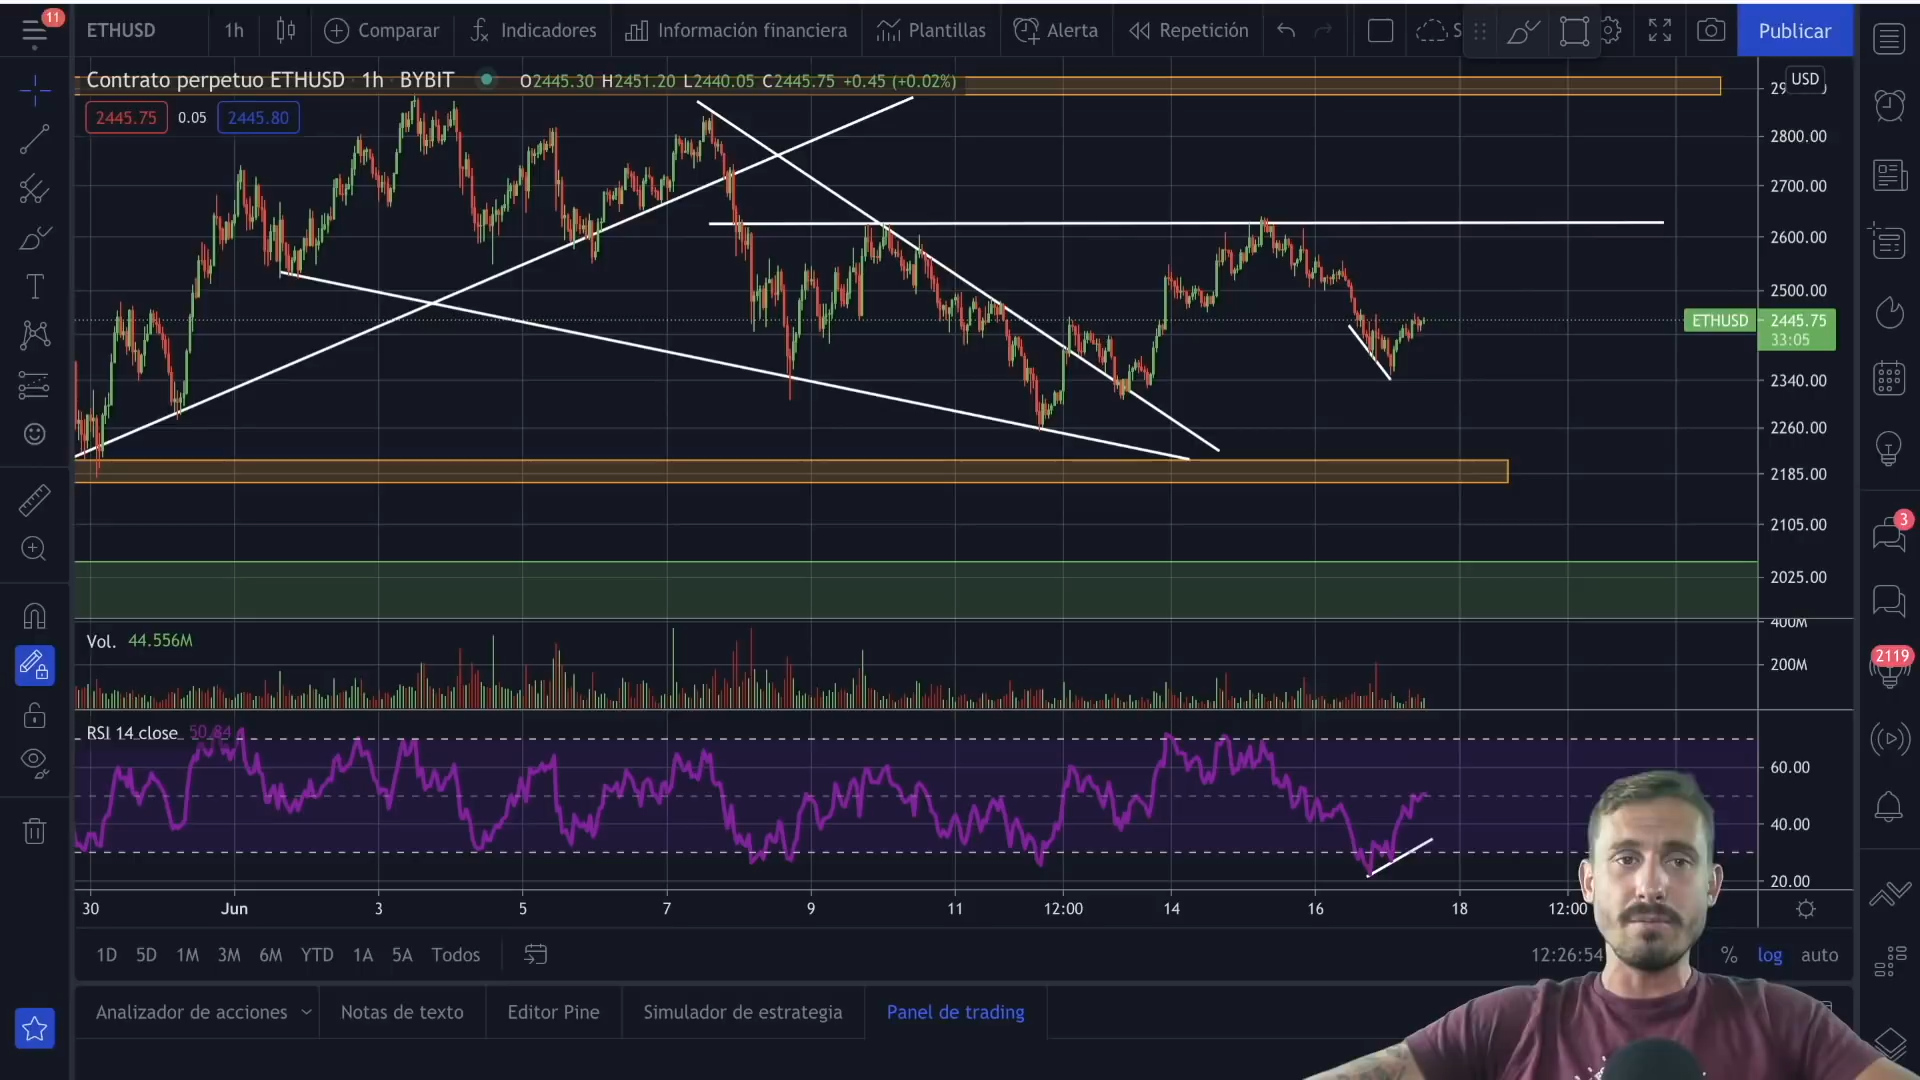 11
ETHUSD 1h Comparar Indicadores Información financiera Plantillas Alerta Repetición S Publicar
Contrato perpetuo ETHUSD 1h BYBIT O2445.30 H2451.20 L2440.05 C2445.75 +0.45 (+0.02%)
USD
2445.75 0.05 2445.80
2800.00
2700.00
2600.00
2500.00
ETHUSD 2445.75
33:05
2340.00
2260.00
2185.00
2105.00
2025.00
3
Vol. 44.556M
400M
200M
2119
RSI 14 close 50.84
60.00
40.00
20.00
30 Jun 3 5 7 9 11 12:00 14 16 18 12:00
1D 5D 1M 3M 6M YTD 1A 5A Todos 12:26:54 % log auto
Analizador de acciones Notas de texto Editor Pine Simulador de estrategia Panel de trading